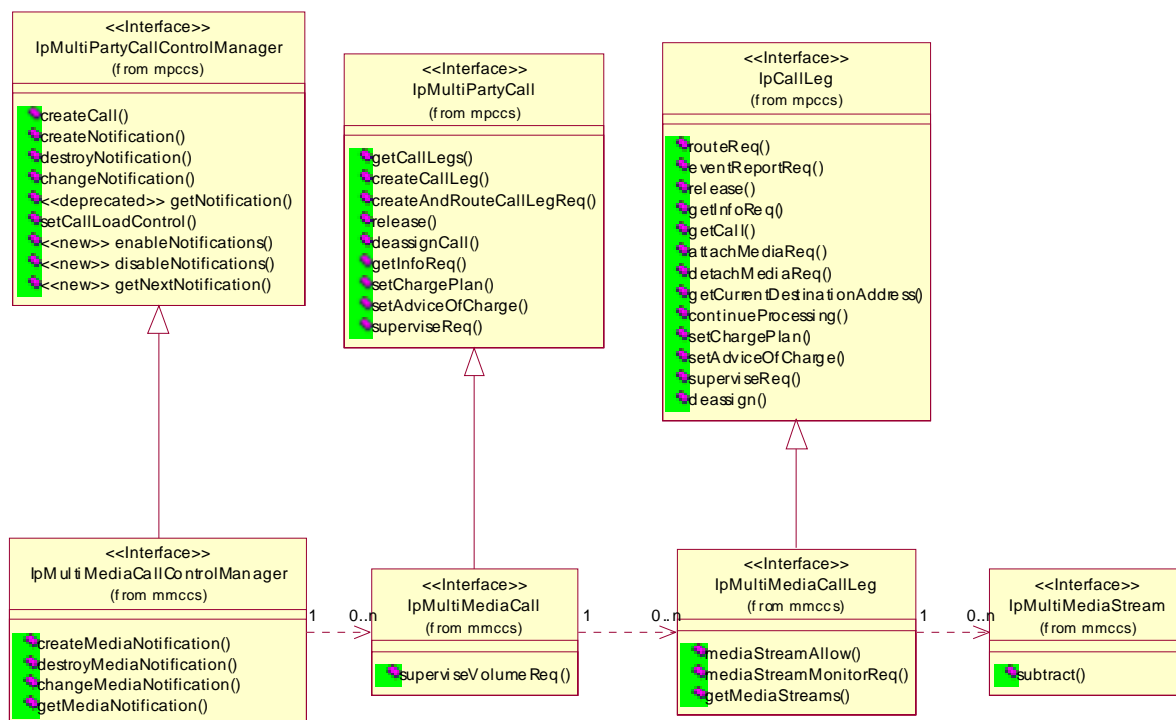 <<Interface>>
IpMultiPartyCallControlManager
(from mpccs)
createCall()
createNotification()
destroyNotification()
changeNotification()
<<deprecated>> getNotification()
setCallLoadControl()
<<new>> enableNotifications()
<<new>> disableNotifications()
<<new>> getNextNotification()
<<Interface>>
IpMultiPartyCall
(from mpccs)
getCallLegs()
createCallLeg()
createAndRouteCallLegReq()
release()
deassignCall()
getInfoReq()
setChargePlan()
setAdviceOfCharge()
superviseReq()
<<Interface>>
IpCallLeg
(from mpccs)
routeReq()
eventReportReq()
release()
getInfoReq()
getCall()
attachMediaReq()
detachMediaReq()
getCurrentDestinationAddress()
continueProcessing()
setChargePlan()
setAdviceOfCharge()
superviseReq()
deassign()
<<Interface>>
IpMultiMediaCallControlManager
(from mmccs)
createMediaNotification()
destroyMediaNotification()
changeMediaNotification()
getMediaNotification()
1
0..n
<<Interface>>
IpMultiMediaCall
(from mmccs)
superviseVolumeReq()
1
0..n
<<Interface>>
IpMultiMediaCallLeg
(from mmccs)
mediaStreamAllow()
mediaStreamMonitorReq()
getMediaStreams()
1
0..n
<<Interface>>
IpMultiMediaStream
(from mmccs)
subtract()